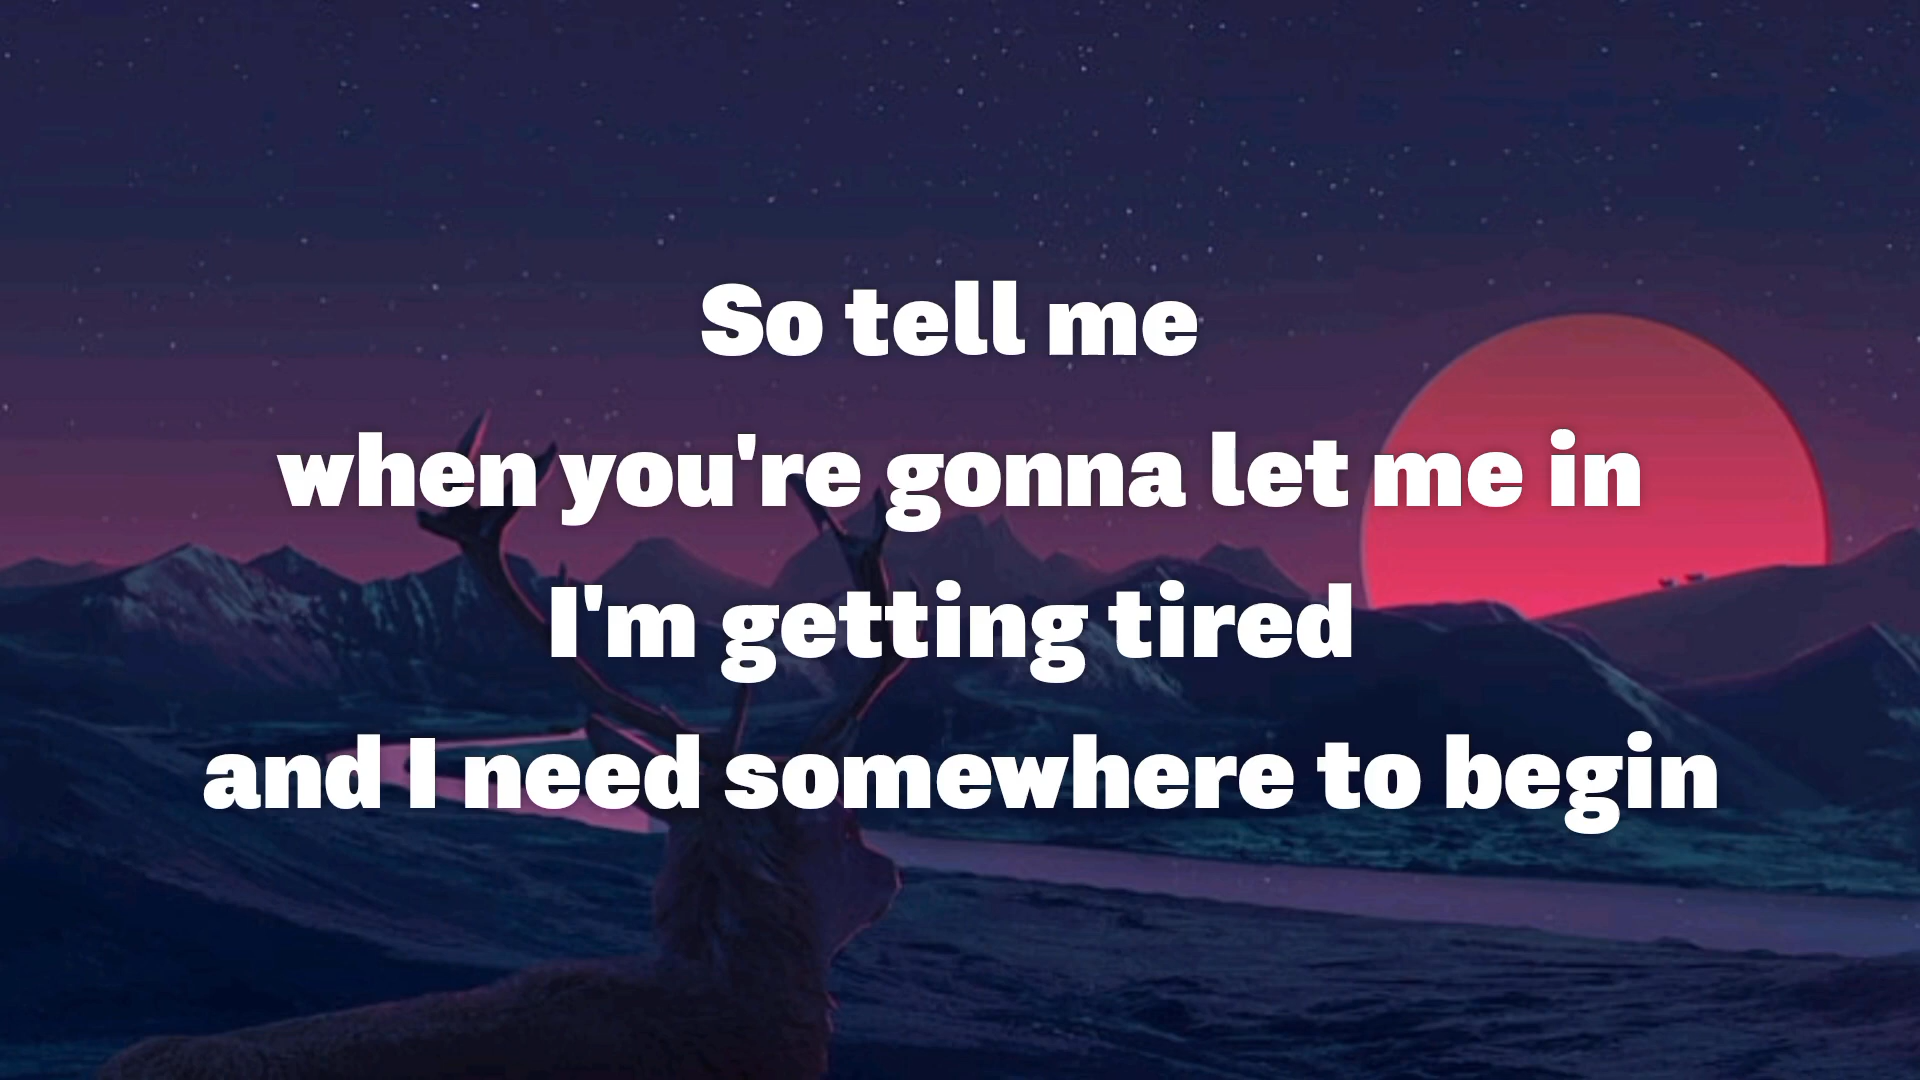 So tell me
when you're gonna let me in
I'm getting tired
and I need somewhere to begin